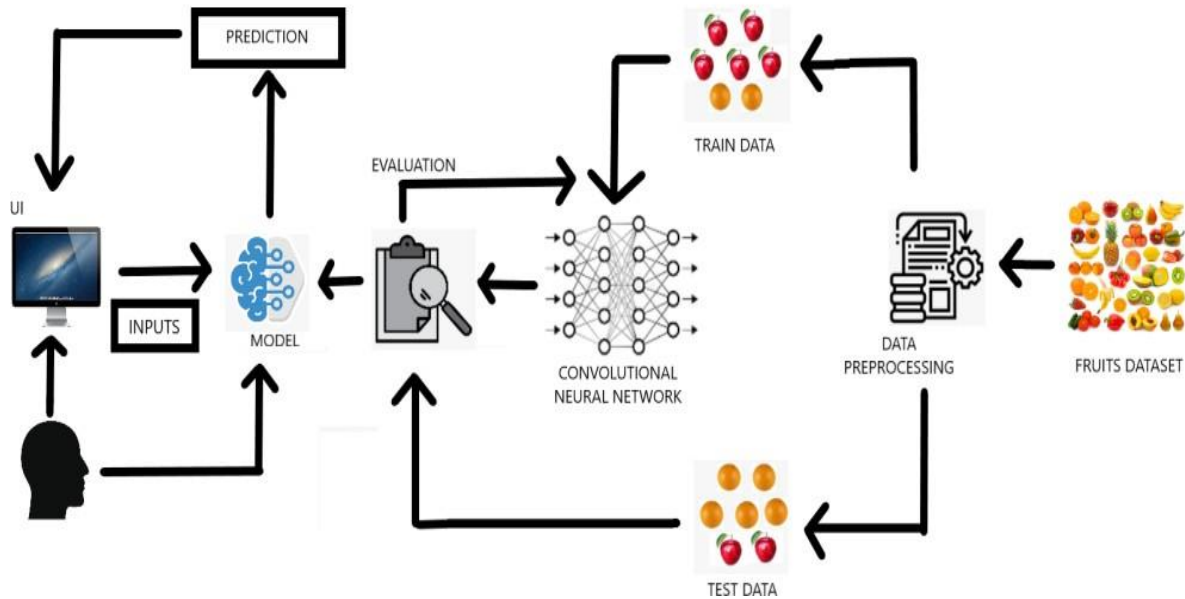 PREDICTION
TRAIN DATA
EVALUATION
UI
INPUTS
MODEL
CONVOLUTIONAL
NEURAL NETWORK
DATA
PREPROCESSING
FRUITS DATASET
TEST DATA